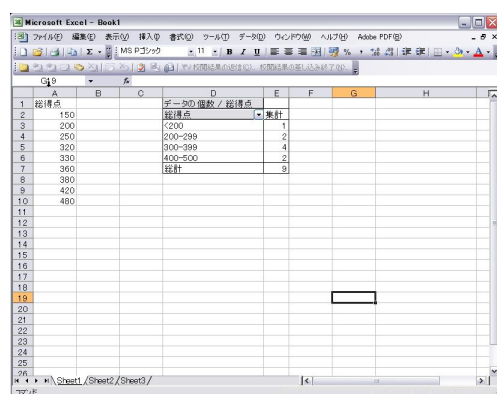 Microsoft Excel - Book1
ファイル(F) 編集(E) 表示(V) 挿入(I) 書式(O) ツール(T) データ(D) ウィンドウ(W) ヘルプ(H) Adobe PDF(B)
MS Pゴシック 11 B I U
G19 fx
A B C D E F G H
1 総得点 データの個数 / 総得点
2 150 総得点 集計
3 200 <200 1
4 250 200-299 2
5 320 300-399 4
6 330 400-500 2
7 360 総計 9
8 380
9 420
10 480
11
12
13
14
15
16
17
18
19
20
21
22
23
24
25
26
Sheet1 / Sheet2 / Sheet3 /